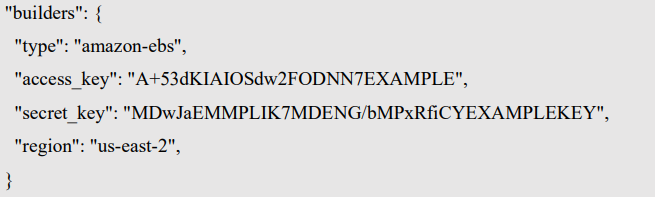 "builders": {
"type": "amazon-ebs",
"access_key": "A+53dKIAIOSdw2FODNN7EXAMPLE",
"secret_key": "MDwJaEMMPLIK7MDENG/bMPxRfiCYEXAMPLEKEY",
"region": "us-east-2",
}